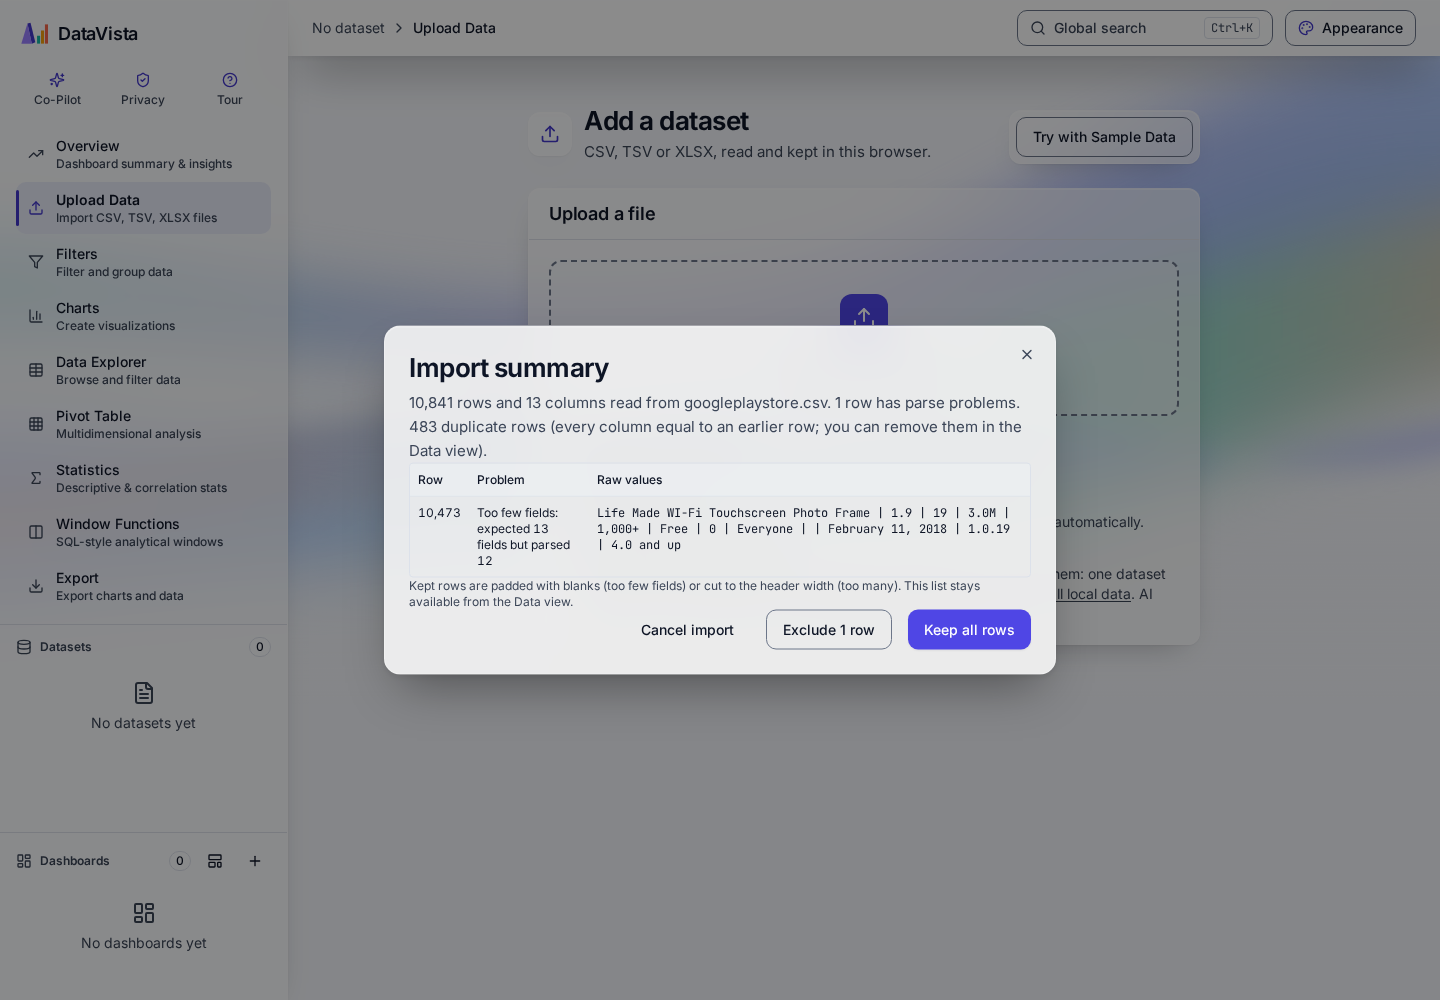 DataVista
Co-Pilot
Privacy
Tour
Overview
Dashboard summary & insights
Upload Data
Import CSV, TSV, XLSX files
Filters
Filter and group data
Charts
Create visualizations
Data Explorer
Browse and filter data
Pivot Table
Multidimensional analysis
Statistics
Descriptive & correlation stats
Window Functions
SQL-style analytical windows
Export
Export charts and data
Datasets
0
No datasets yet
Dashboards
0
No dashboards yet
No dataset > Upload Data
Global search
Ctrl+K
Appearance
Add a dataset
CSV, TSV or XLSX, read and kept in this browser.
Try with Sample Data
Upload a file
automatically.
hem: one dataset
ll local data. AI
Import summary
10,841 rows and 13 columns read from googleplaystore.csv. 1 row has parse problems.
483 duplicate rows (every column equal to an earlier row; you can remove them in the
Data view).
Row Problem Raw values
10,473
Too few fields:
expected 13
fields but parsed
12
Life Made WI-Fi Touchscreen Photo Frame | 1.9 | 19 | 3.0M |
1,000+ | Free | 0 | Everyone | | February 11, 2018 | 1.0.19
| 4.0 and up
Kept rows are padded with blanks (too few fields) or cut to the header width (too many). This list stays
available from the Data view.
Cancel import
Exclude 1 row
Keep all rows